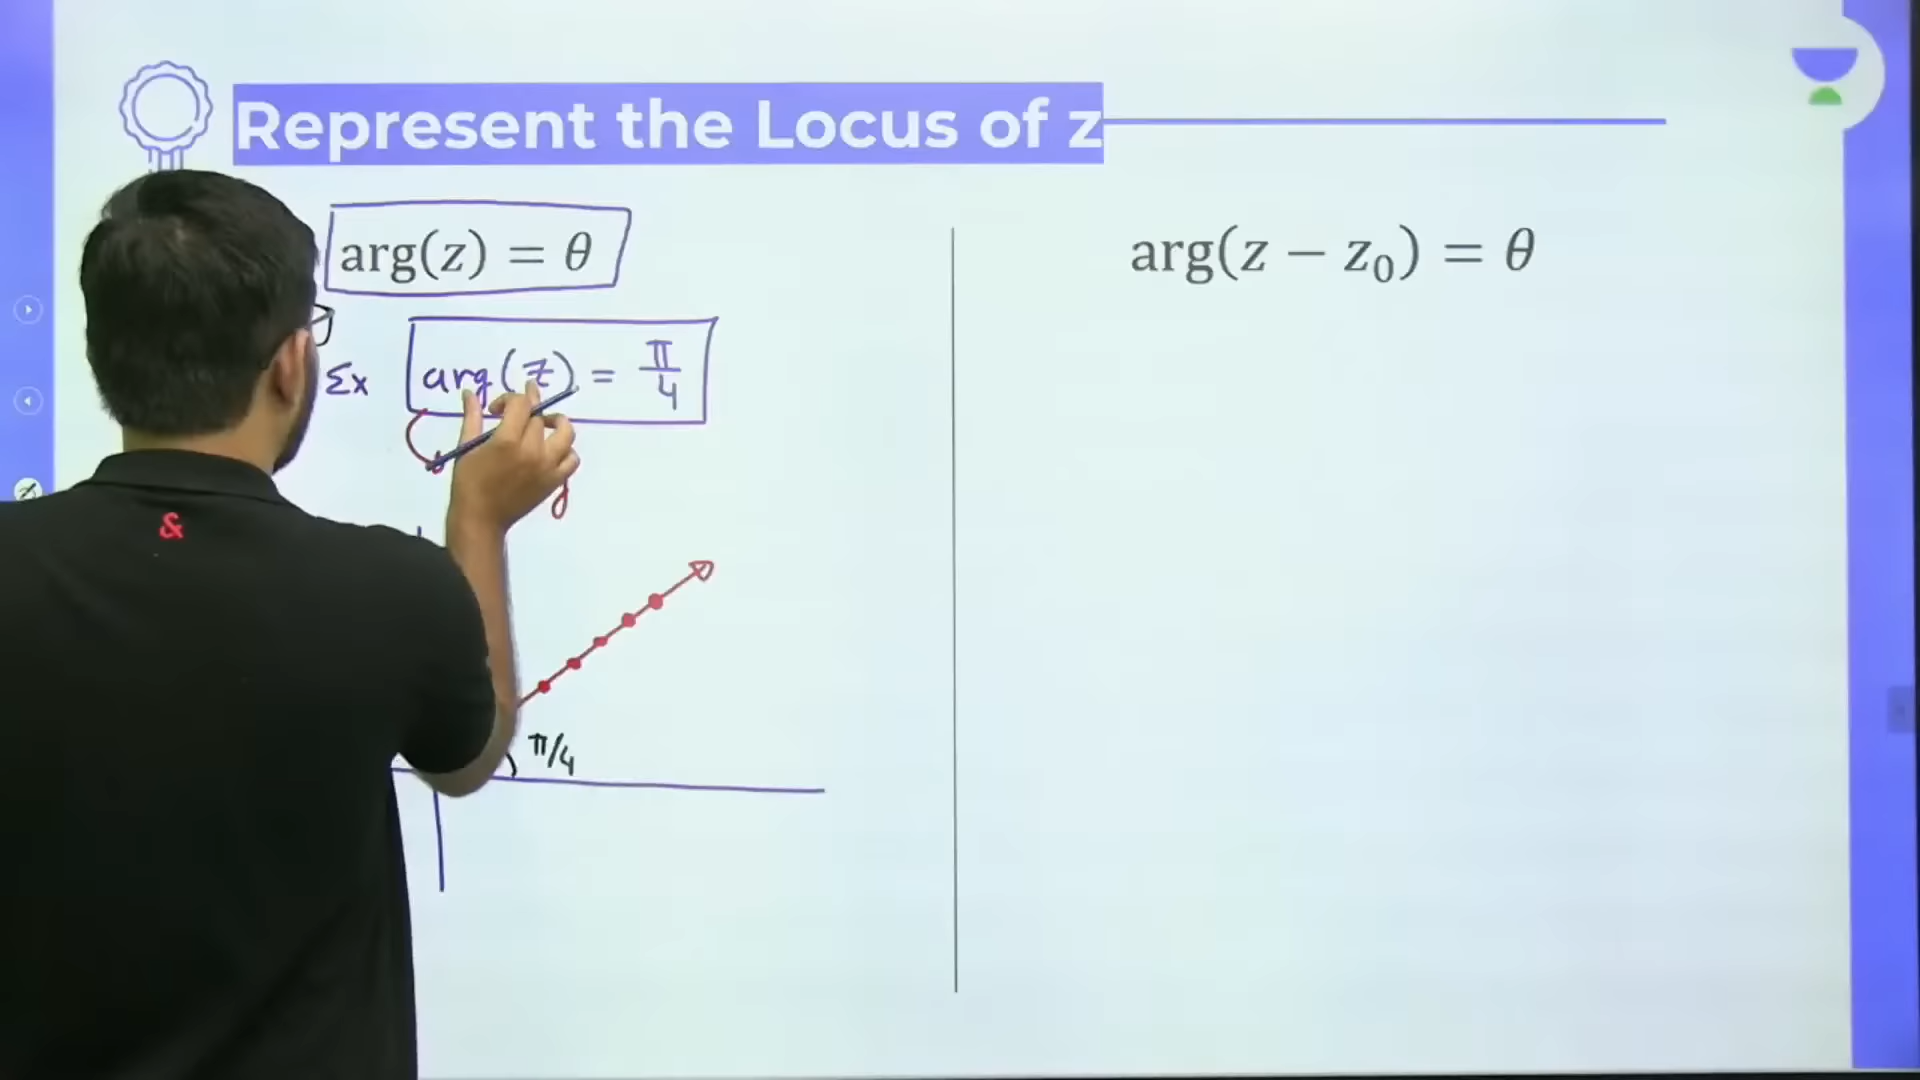 Represent the Locus of z
arg(z) = θ
Ex arg(z) = π/4
π/4
arg(z − z₀) = θ
&